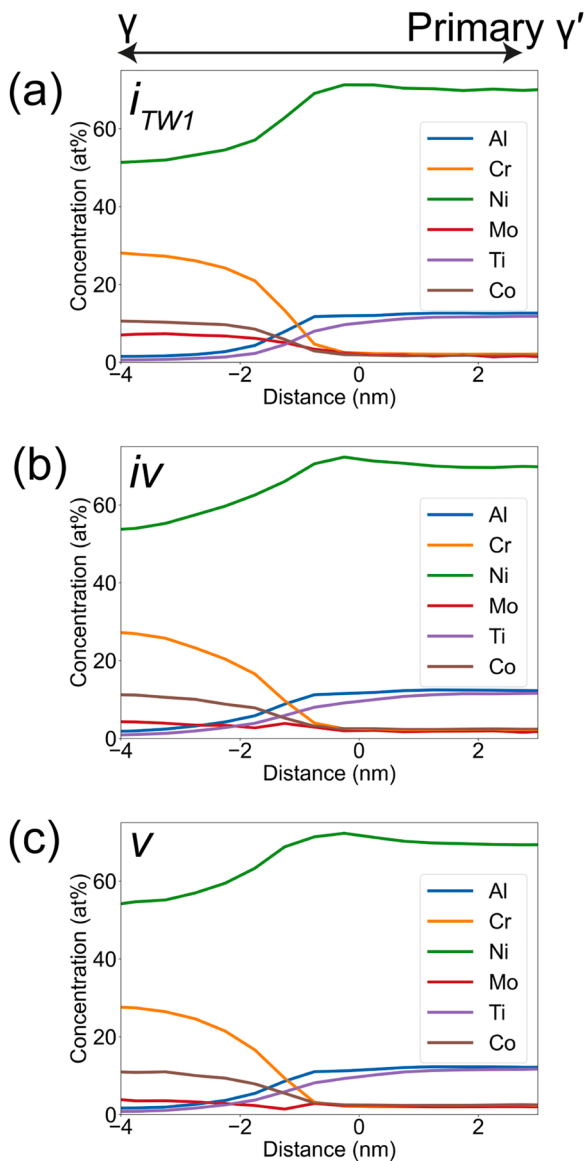 γ Primary γ′
(a)
i TW1
Concentration (at%)
60
40
20
0
Al
Cr
Ni
Mo
Ti
Co
−4 −2 0 2
Distance (nm)
(b)
iv
Concentration (at%)
60
40
20
0
Al
Cr
Ni
Mo
Ti
Co
−4 −2 0 2
Distance (nm)
(c)
v
Concentration (at%)
60
40
20
0
Al
Cr
Ni
Mo
Ti
Co
−4 −2 0 2
Distance (nm)